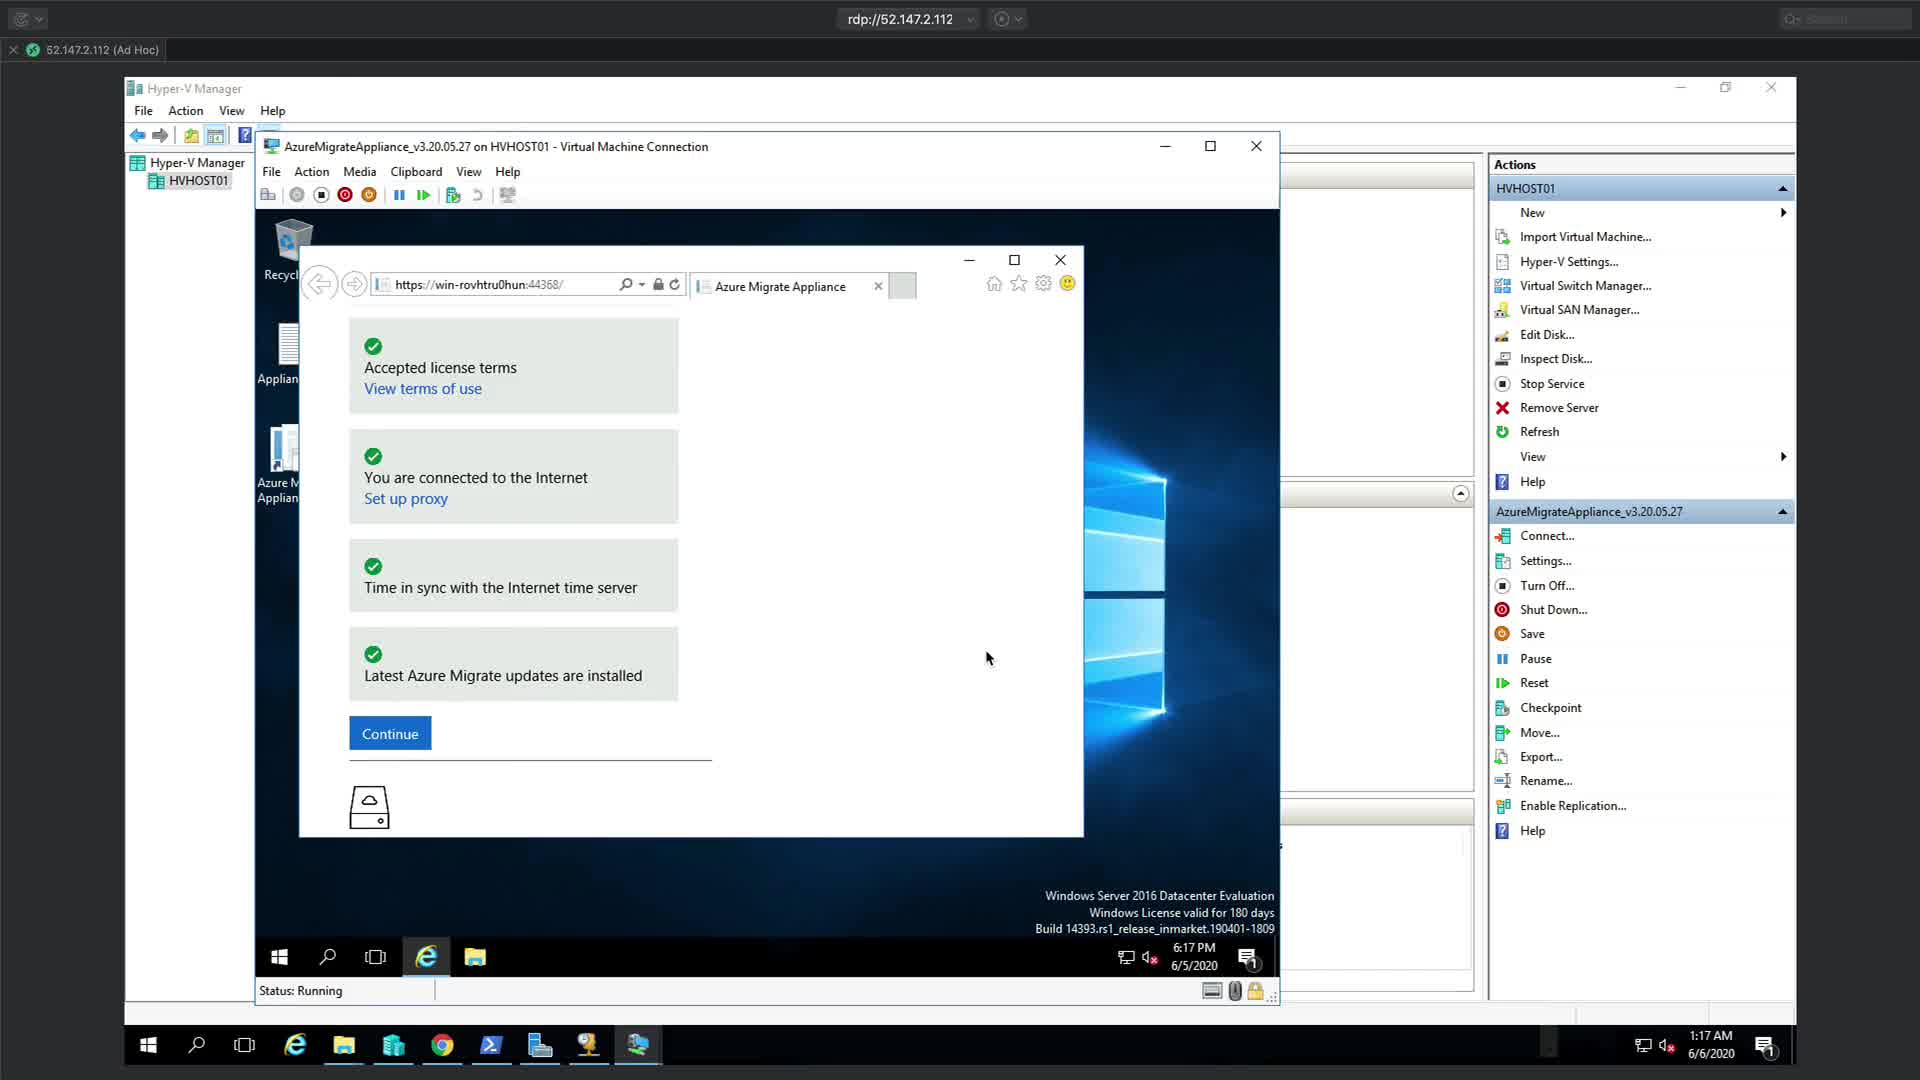 rdp://52.147.2.112
Search
52.147.2.112 (Ad Hoc)
Hyper-V Manager
File Action View Help
AzureMigrateAppliance_v3.20.05.27 on HVHOST01 - Virtual Machine Connection
File Action Media Clipboard View Help
Hyper-V Manager
HVHOST01
Recycl
Applian
Azure M
Applian
https://win-rovhtru0hun:44368/
Azure Migrate Appliance
Accepted license terms
View terms of use
You are connected to the Internet
Set up proxy
Time in sync with the Internet time server
Latest Azure Migrate updates are installed
Continue
Windows Server 2016 Datacenter Evaluation
Windows License valid for 180 days
Build 14393.rs1_release_inmarket.190401-1809
6:17 PM
6/5/2020
1
Status: Running
Actions
HVHOST01
New
Import Virtual Machine...
Hyper-V Settings...
Virtual Switch Manager...
Virtual SAN Manager...
Edit Disk...
Inspect Disk...
Stop Service
Remove Server
Refresh
View
Help
AzureMigrateAppliance_v3.20.05.27
Connect...
Settings...
Turn Off...
Shut Down...
Save
Pause
Reset
Checkpoint
Move...
Export...
Rename...
Enable Replication...
Help
1:17 AM
6/6/2020
1